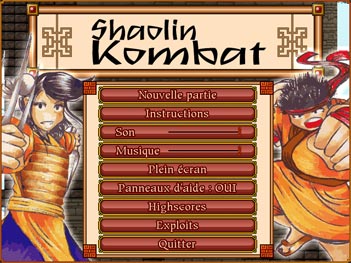 Shaolin
Kombat
Nouvelle partie
Instructions
Son
Musique
Plein écran
Panneaux d'aide : OUI
Highscores
Exploits
Quitter